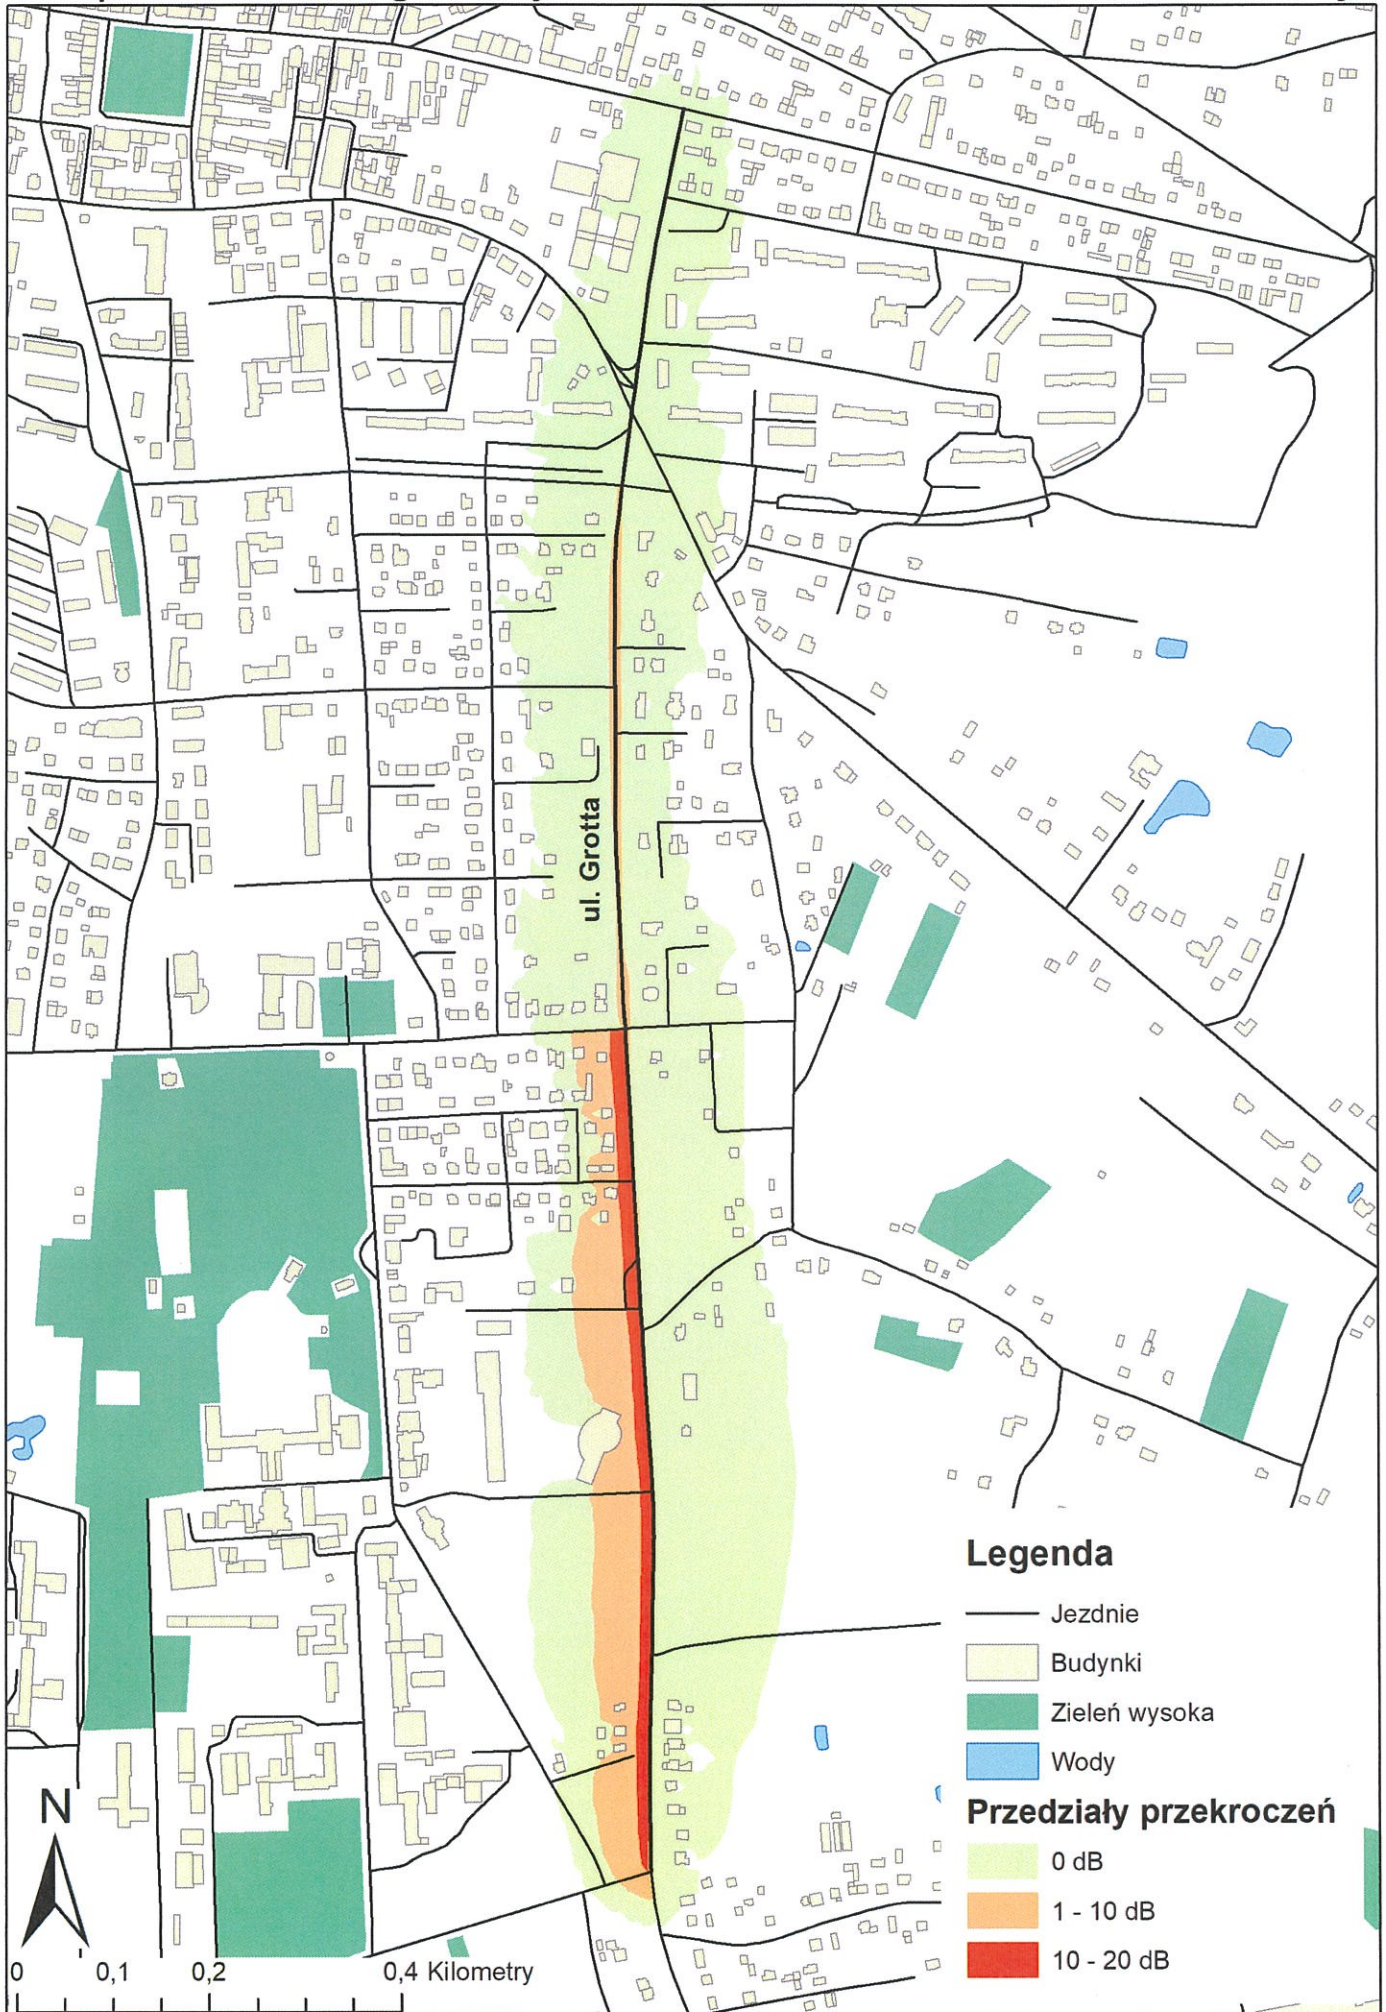 ul. Grotta
Legenda
Jezdnie
Budynki
Zieleń wysoka
Wody
Przedziały przekroczeń
0 dB
1 - 10 dB
10 - 20 dB
N
0 0,1 0,2 0,4 Kilometry